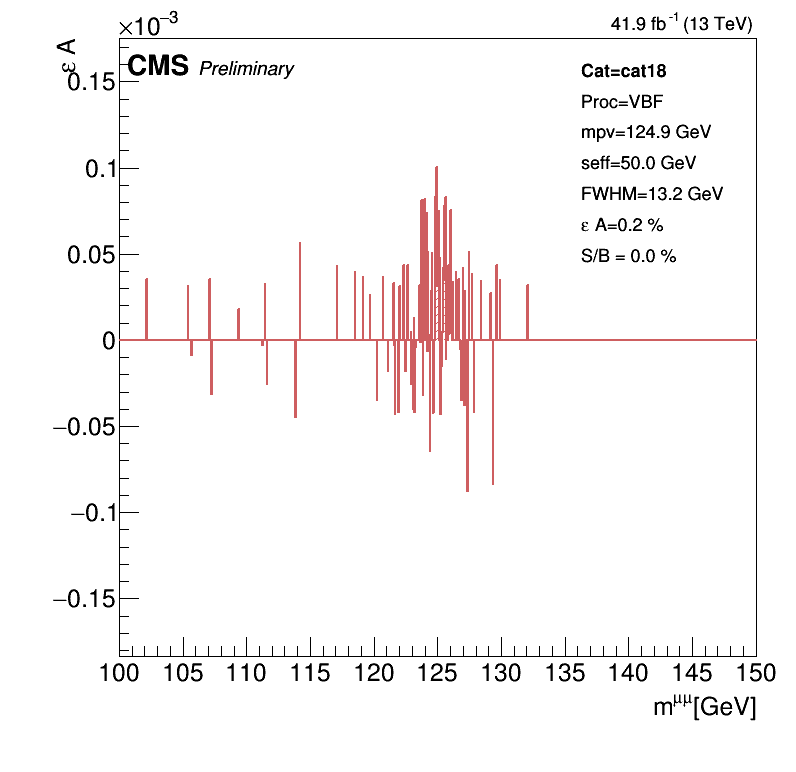 ×10⁻³
41.9 fb⁻¹ (13 TeV)
ε A
CMS Preliminary
Cat=cat18
Proc=VBF
mpv=124.9 GeV
seff=50.0 GeV
FWHM=13.2 GeV
ε A=0.2 %
S/B = 0.0 %
0.15
0.1
0.05
0
−0.05
−0.1
−0.15
100 105 110 115 120 125 130 135 140 145 150
m^μμ[GeV]